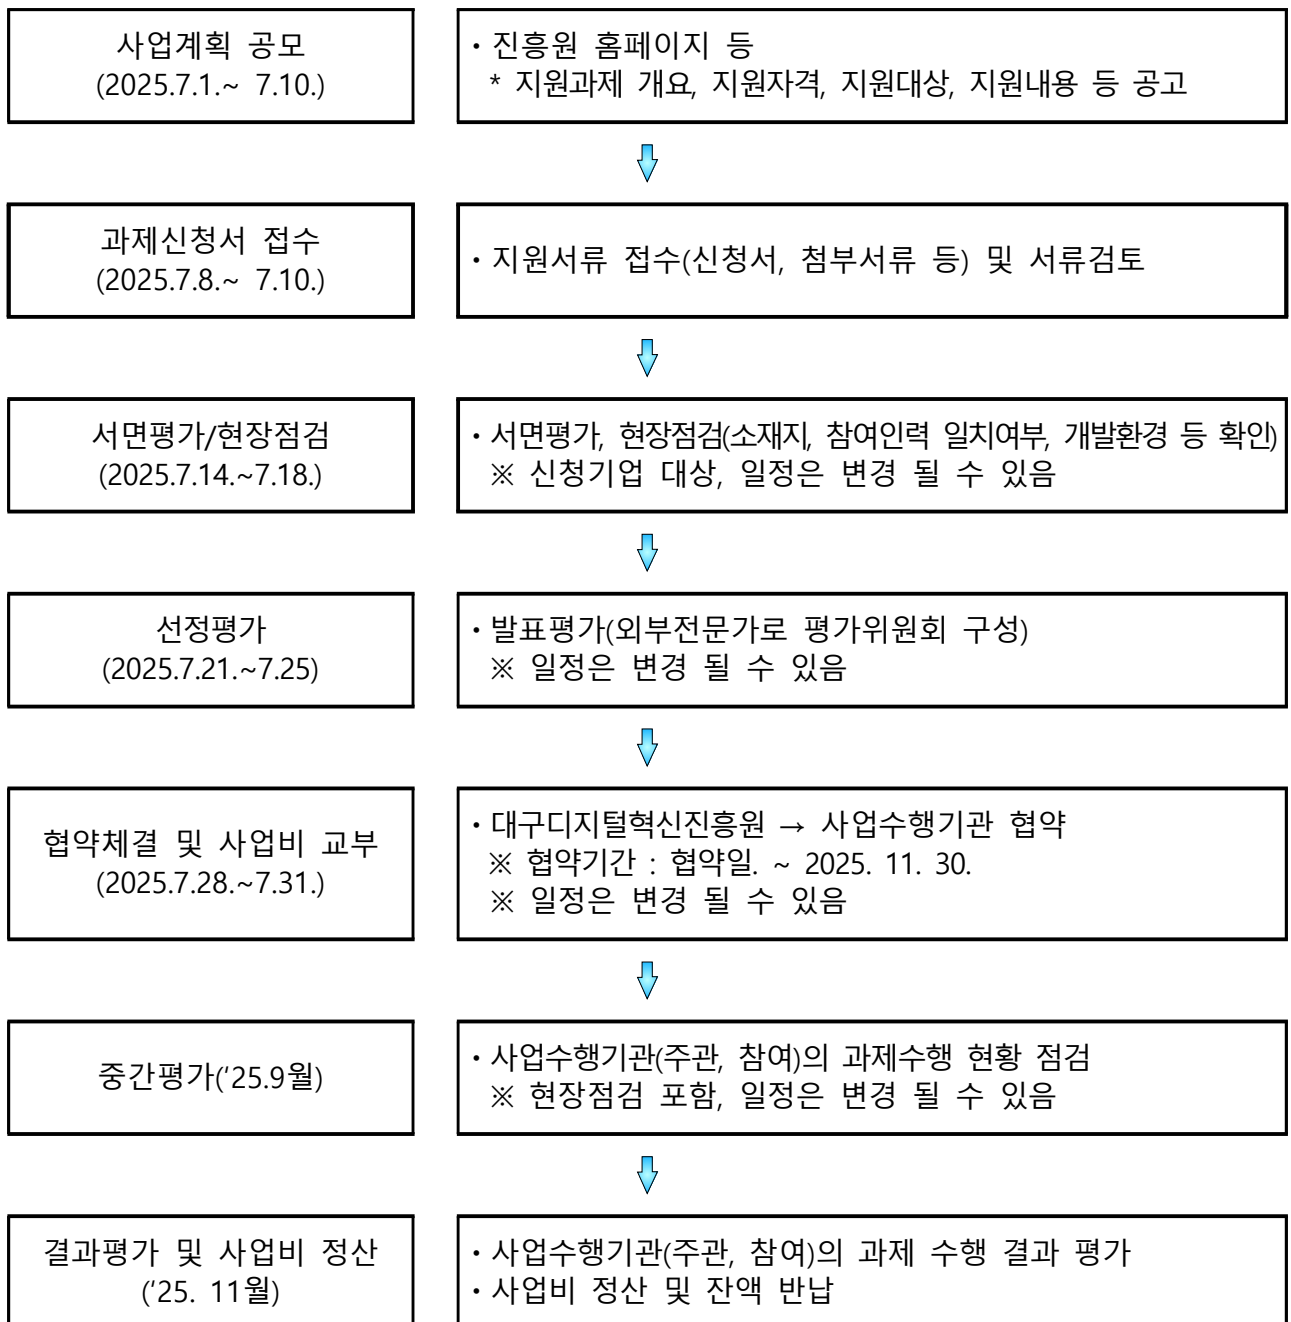 사업계획 공모
(2025.7.1.~ 7.10.)
· 진흥원 홈페이지 등
* 지원과제 개요, 지원자격, 지원대상, 지원내용 등 공고
과제신청서 접수
(2025.7.8.~ 7.10.)
· 지원서류 접수(신청서, 첨부서류 등) 및 서류검토
서면평가/현장점검
(2025.7.14.~7.18.)
· 서면평가, 현장점검(소재지, 참여인력 일치여부, 개발환경 등 확인)
※ 신청기업 대상, 일정은 변경 될 수 있음
선정평가
(2025.7.21.~7.25)
· 발표평가(외부전문가로 평가위원회 구성)
※ 일정은 변경 될 수 있음
협약체결 및 사업비 교부
(2025.7.28.~7.31.)
· 대구디지털혁신진흥원 → 사업수행기관 협약
※ 협약기간 : 협약일. ~ 2025. 11. 30.
※ 일정은 변경 될 수 있음
중간평가(‘25.9월)
· 사업수행기관(주관, 참여)의 과제수행 현황 점검
※ 현장점검 포함, 일정은 변경 될 수 있음
결과평가 및 사업비 정산
(‘25. 11월)
· 사업수행기관(주관, 참여)의 과제 수행 결과 평가
· 사업비 정산 및 잔액 반납